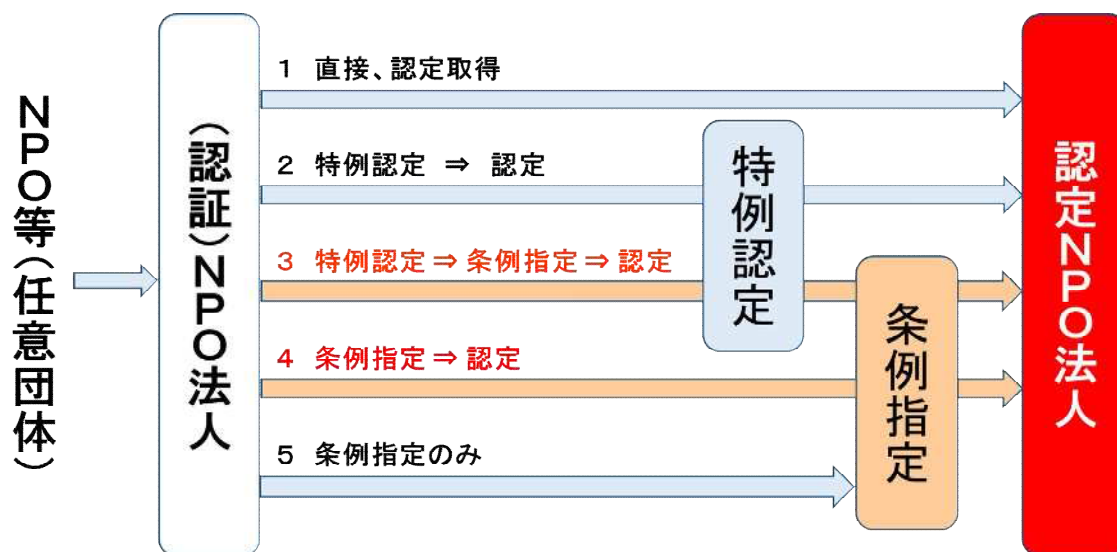 NPO等(任意団体)
(認証)NPO法人
1 直接、認定取得
2 特例認定 ⇒ 認定
3 特例認定⇒条例指定⇒認定
4 条例指定⇒認定
5 条例指定のみ
特例認定
条例指定
認定NPO法人